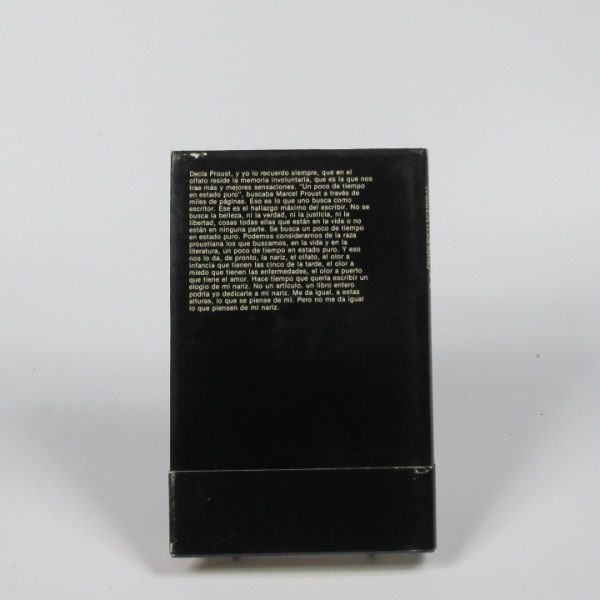 Decía Proust, y yo lo recuerdo siempre, que en el
olfato reside la memoria involuntaria, que es la que nos
trae más y mejores sensaciones. "Un poco de tiempo
en estado puro", buscaba Marcel Proust a través de
miles de páginas. Eso es lo que uno busca como
escritor. Ese es el hallazgo máximo del escribir. No se
busca la belleza, ni la verdad, ni la justicia, ni la
libertad, cosas todas ellas que están en la vida o no
están en ninguna parte. Se busca un poco de tiempo
en estado puro. Podemos considerarnos de la raza
proustiana los que buscamos, en la vida y en la
literatura, un poco de tiempo en estado puro. Y eso
nos lo da, de pronto, la nariz, el olfato, el olor a
infancia que tienen las cinco de la tarde, el olor a
miedo que tienen las enfermedades, el olor a puerto
que tiene el amor. Hace tiempo que quería escribir un
elogio de mi nariz. No un artículo, un libro entero
podría yo dedicarle a mi nariz. Me da igual, a estas
alturas, lo que se piense de mí. Pero no me da igual
lo que piensen de mi nariz.